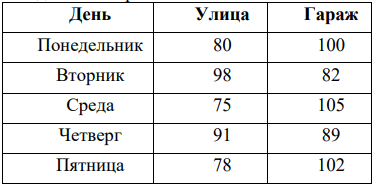 День Улица Гараж
Понедельник 80 100
Вторник 98 82
Среда 75 105
Четверг 91 89
Пятница 78 102